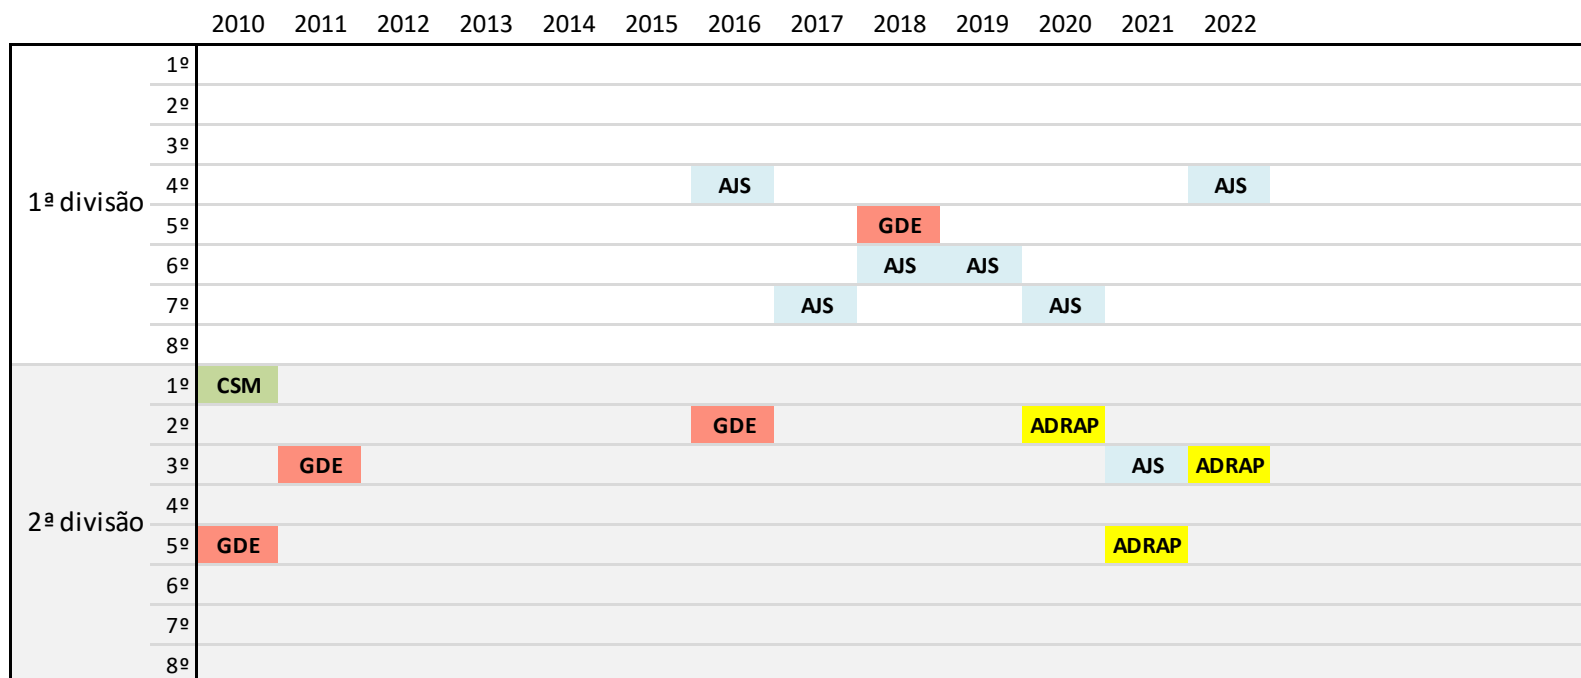 2010 2011 2012 2013 2014 2015 2016 2017 2018 2019 2020 2021 2022
1º
2º
3º
1ª divisão
4º AJS AJS
5º GDE
6º AJS AJS
7º AJS AJS
8º
1º CSM
2º GDE ADRAP
3º GDE AJS ADRAP
2ª divisão
4º
5º GDE ADRAP
6º
7º
8º